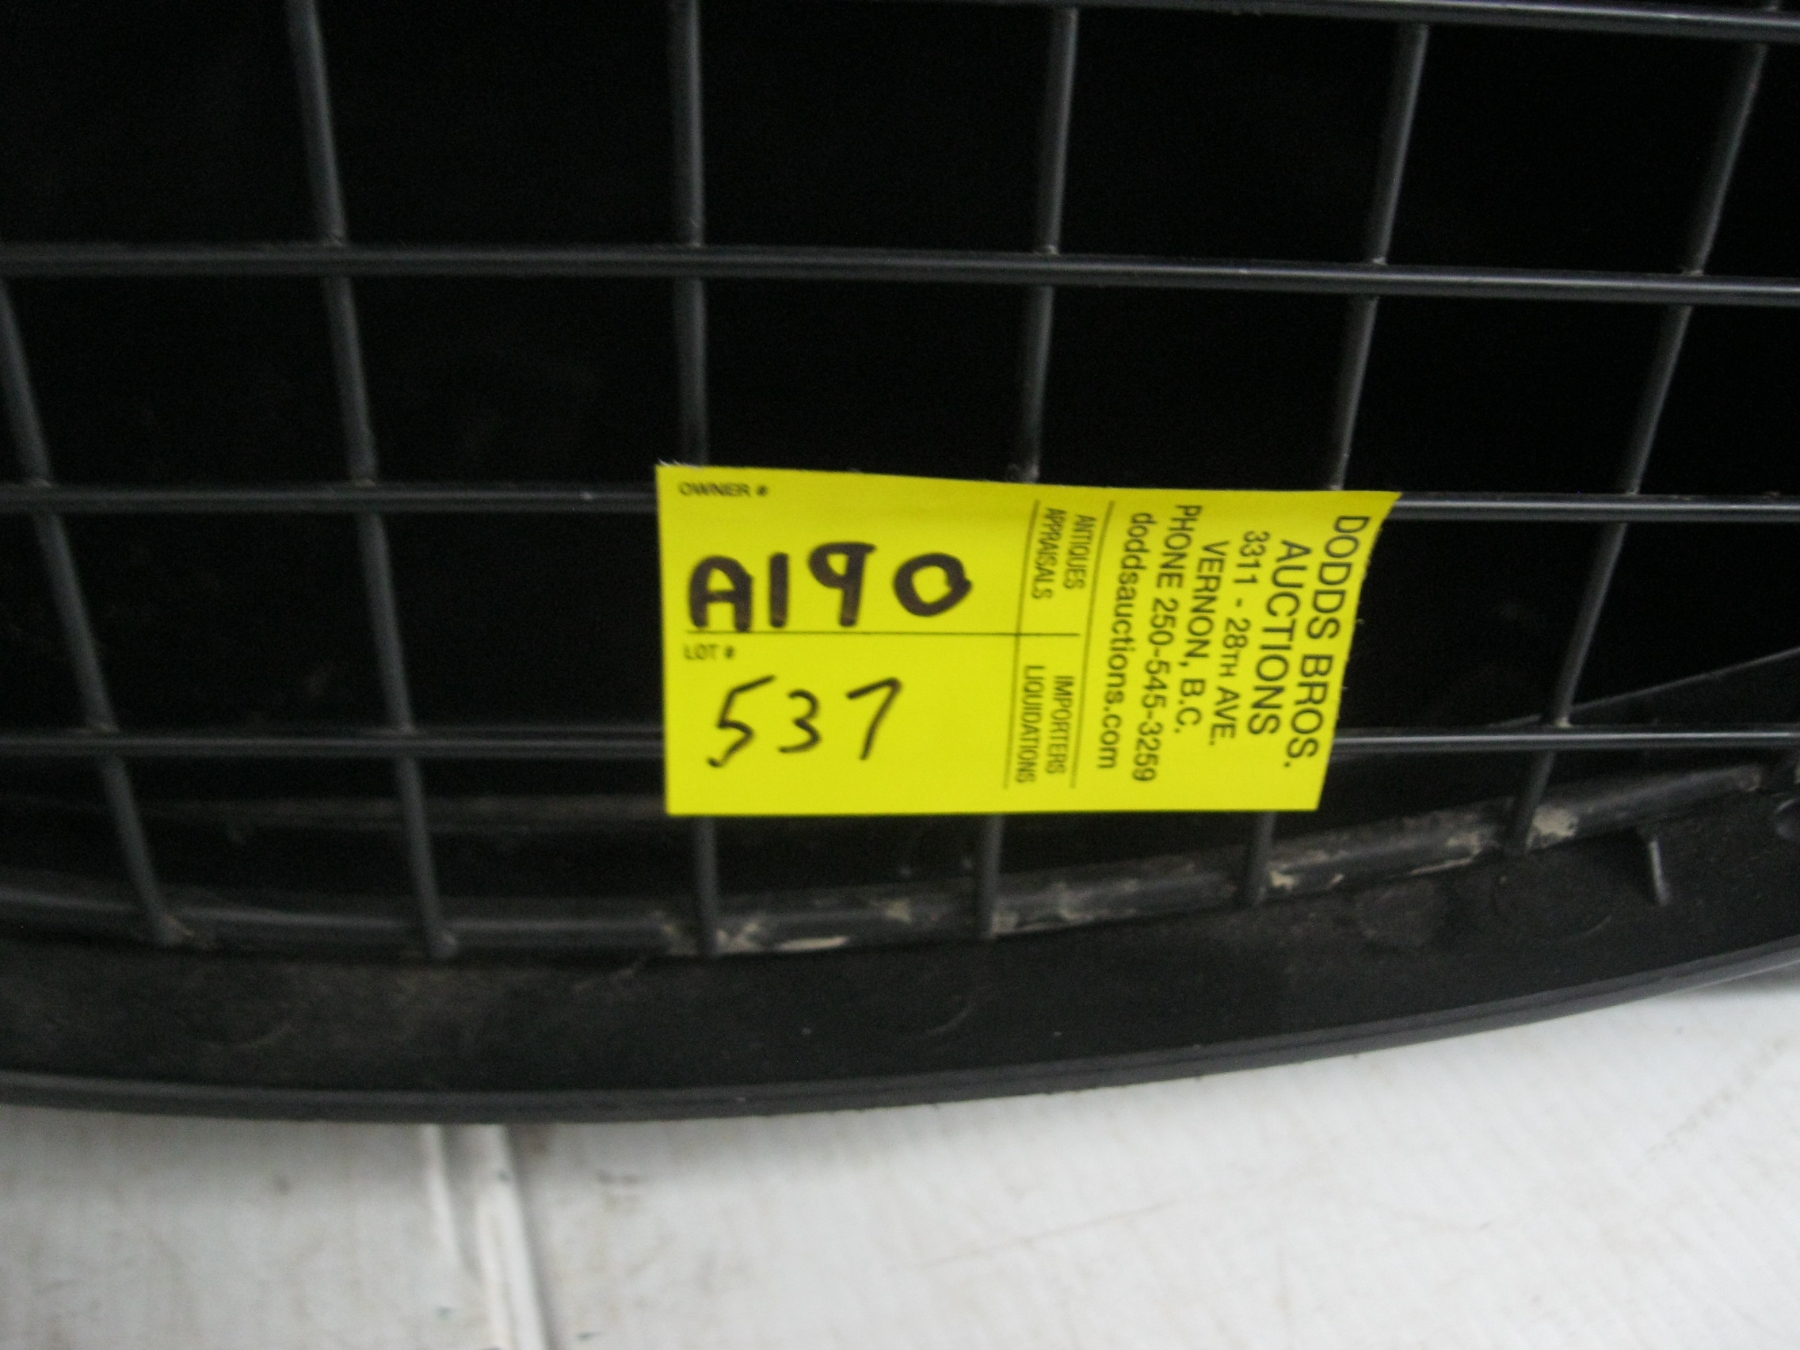 OWNER #
A190
LOT #
537
DODDS BROS.
AUCTIONS
3311 - 28TH AVE.
VERNON, B.C.
PHONE 250-545-3259
doddsauctions.com
ANTIQUES IMPORTERS
APPRAISALS LIQUIDATIONS